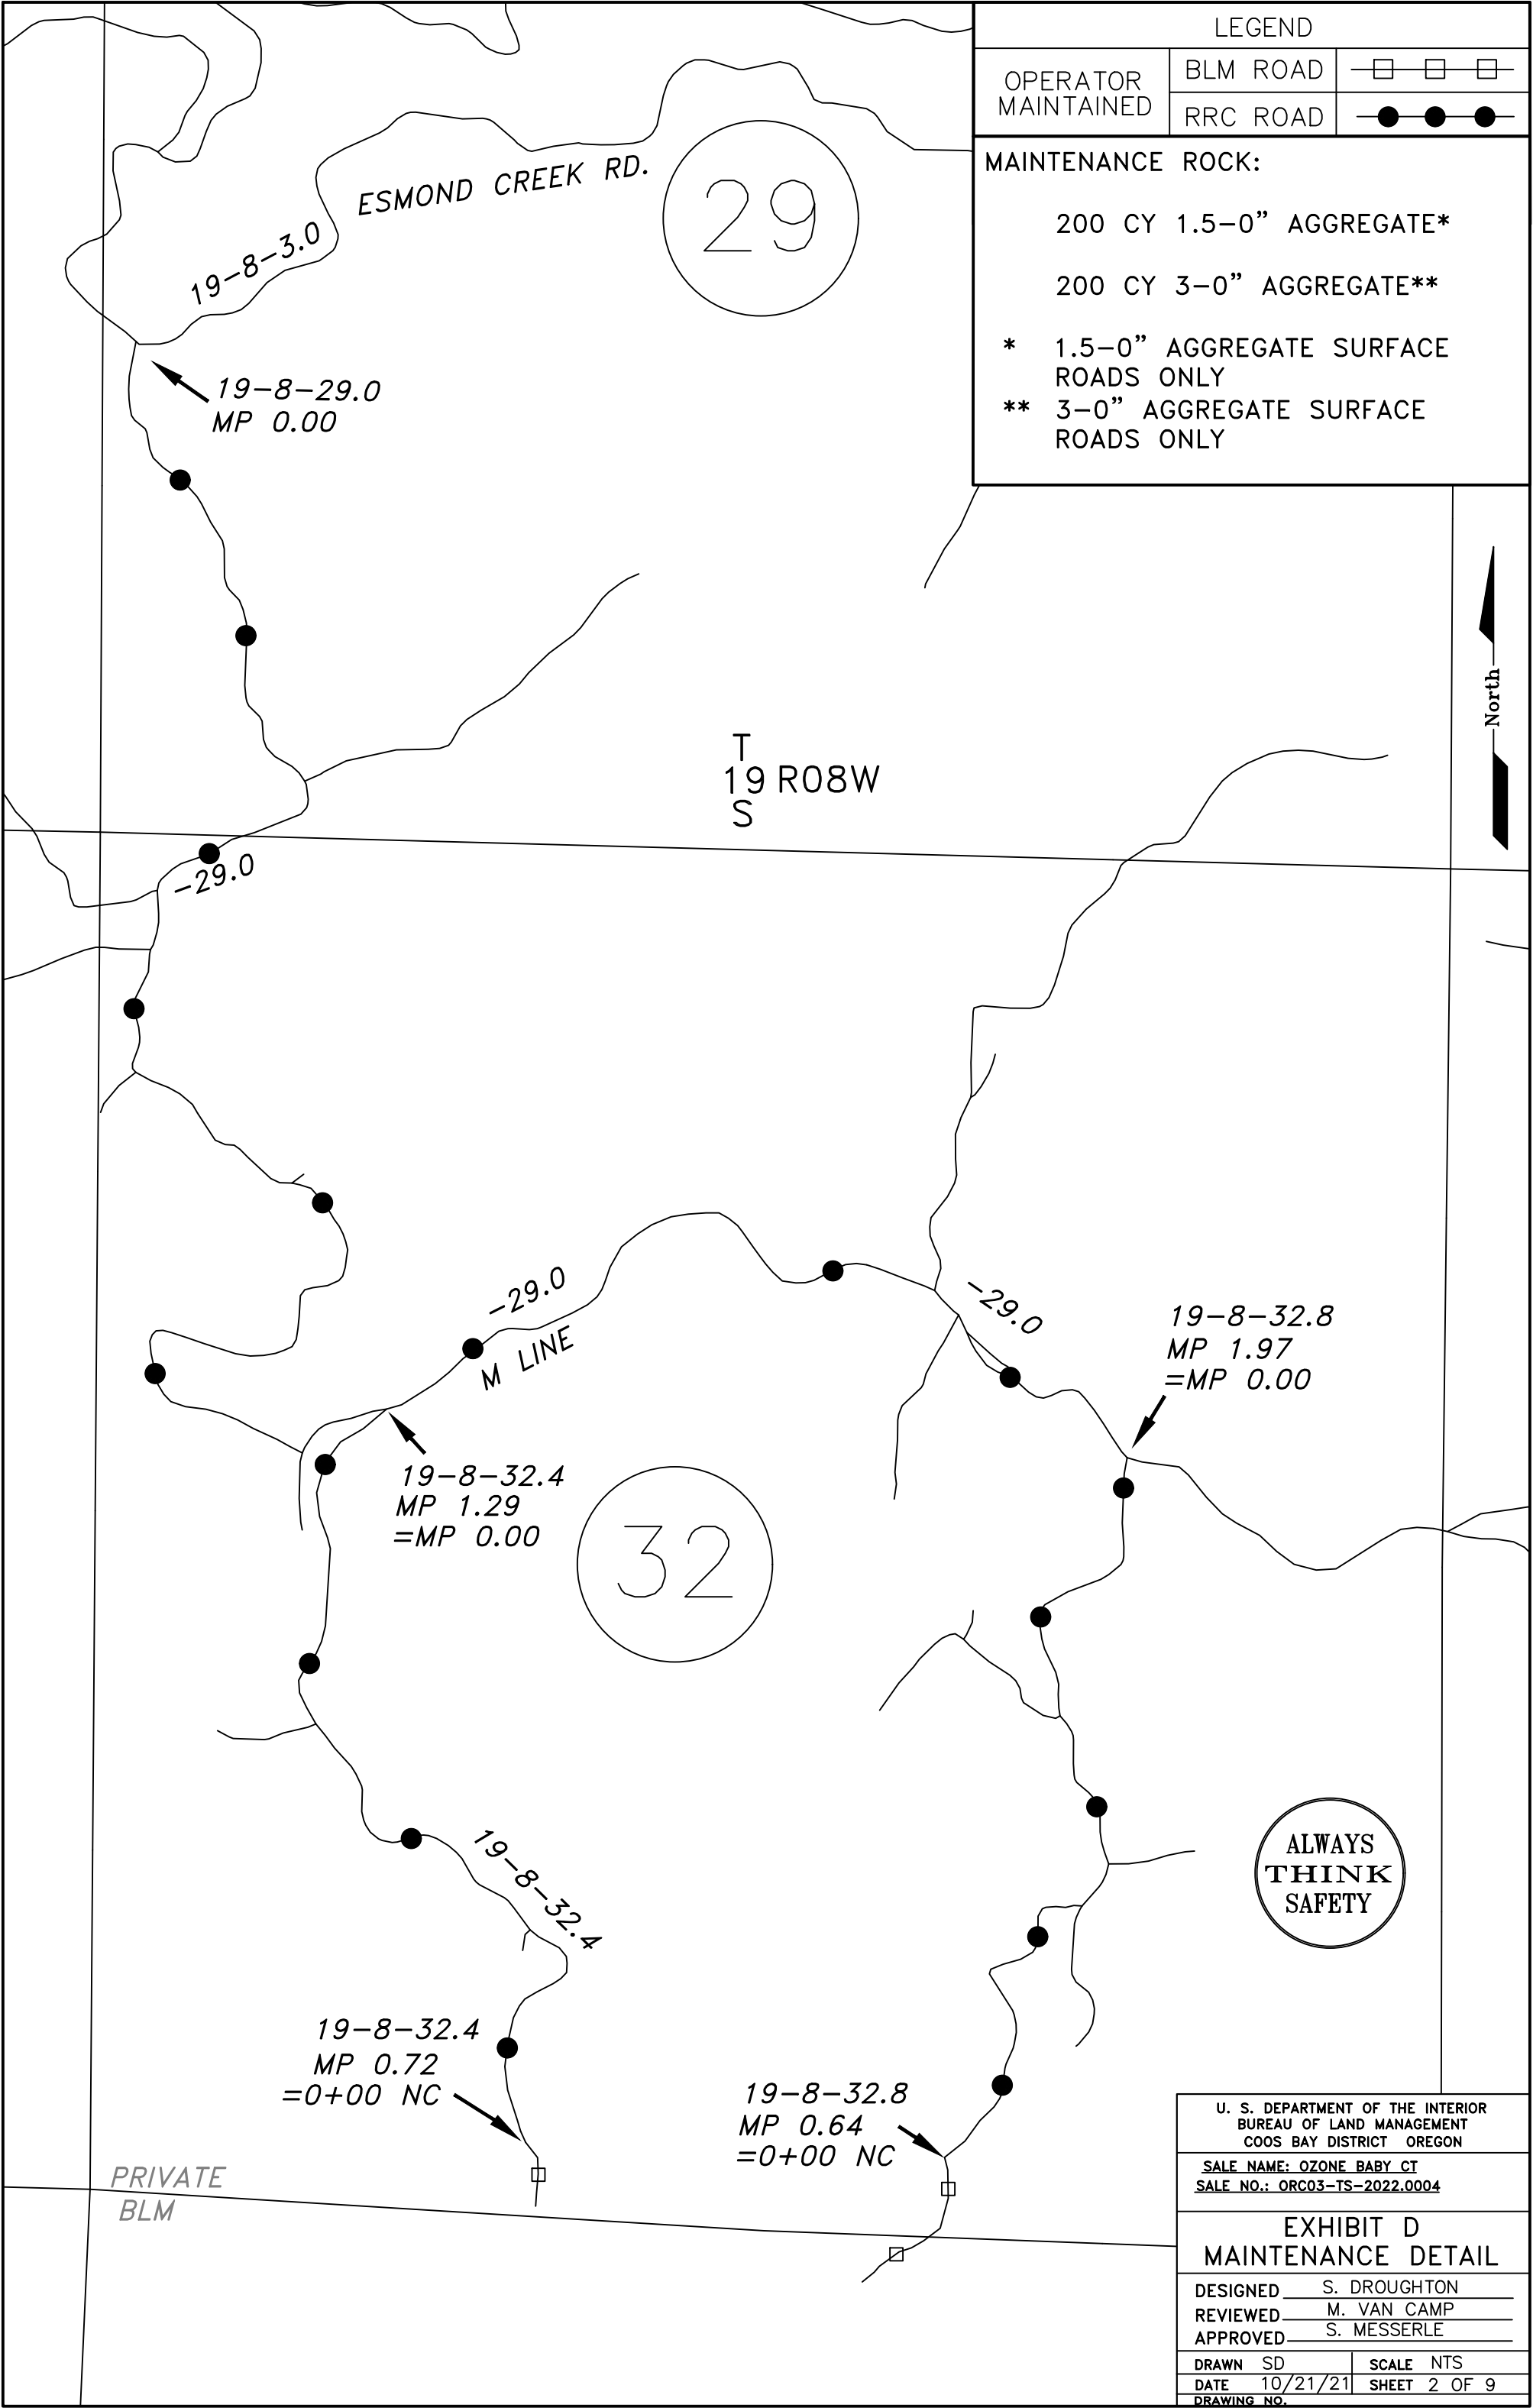 LEGEND
OPERATOR
MAINTAINED
BLM ROAD
RRC ROAD
MAINTENANCE ROCK:
200 CY 1.5-0" AGGREGATE*
200 CY 3-0" AGGREGATE**
* 1.5-0" AGGREGATE SURFACE
ROADS ONLY
** 3-0" AGGREGATE SURFACE
ROADS ONLY
ESMOND CREEK RD.
29
19-8-3.0
19-8-29.0
MP 0.00
North
T
19 R08W
S
-29.0
-29.0
M LINE
-29.0
19-8-32.8
MP 1.97
=MP 0.00
19-8-32.4
MP 1.29
=MP 0.00
32
ALWAYS
THINK
SAFETY
19-8-32.4
19-8-32.4
MP 0.72
=0+00 NC
19-8-32.8
MP 0.64
=0+00 NC
PRIVATE
BLM
U. S. DEPARTMENT OF THE INTERIOR
BUREAU OF LAND MANAGEMENT
COOS BAY DISTRICT OREGON
SALE NAME: OZONE BABY CT
SALE NO.: ORC03-TS-2022.0004
EXHIBIT D
MAINTENANCE DETAIL
DESIGNED S. DROUGHTON
REVIEWED M. VAN CAMP
APPROVED S. MESSERLE
DRAWN SD SCALE NTS
DATE 10/21/21 SHEET 2 OF 9
DRAWING NO.